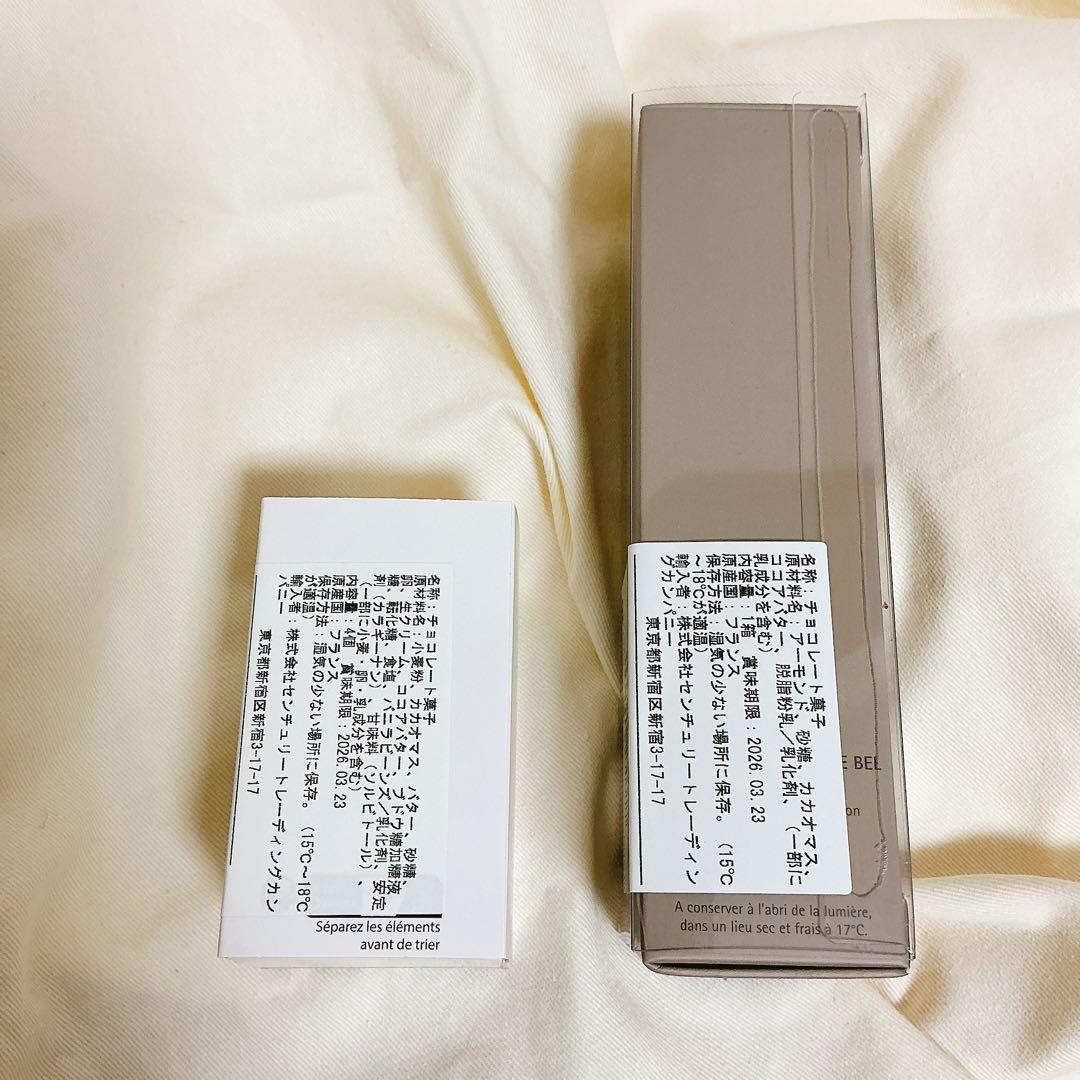 名称：チョコレート菓子
原材料名：小麦粉、カカオマス、バター、砂糖、
卵、生クリーム、ココアバター、ブドウ糖加糖液
糖、転化糖、食塩、バニラビーンズ／乳化剤、安定
剤（カラギーナン）、甘味料（ソルビトール）、
（一部に小麦・卵・乳成分を含む）
内容量：4個　賞味期限：2026.03.23
原産国：フランス
保存方法：湿気の少ない場所に保存。（15℃～18℃
が適温）
輸入者：株式会社センチュリートレーディングカン
パニー
東京都新宿区新宿3-17-17
Séparez les éléments
avant de trier
名称：チョコレート菓子
原材料名：アーモンド、砂糖、カカオマス、
ココアバター、脱脂粉乳／乳化剤、（一部に
乳成分を含む）
内容量：1箱　賞味期限：2026.03.23
原産国：フランス
保存方法：湿気の少ない場所に保存。（15℃
～18℃が適温）
輸入者：株式会社センチュリートレーディン
グカンパニー
東京都新宿区新宿3-17-17
E BEL
on
A conserver à l'abri de la lumière,
dans un lieu sec et frais à 17°C.